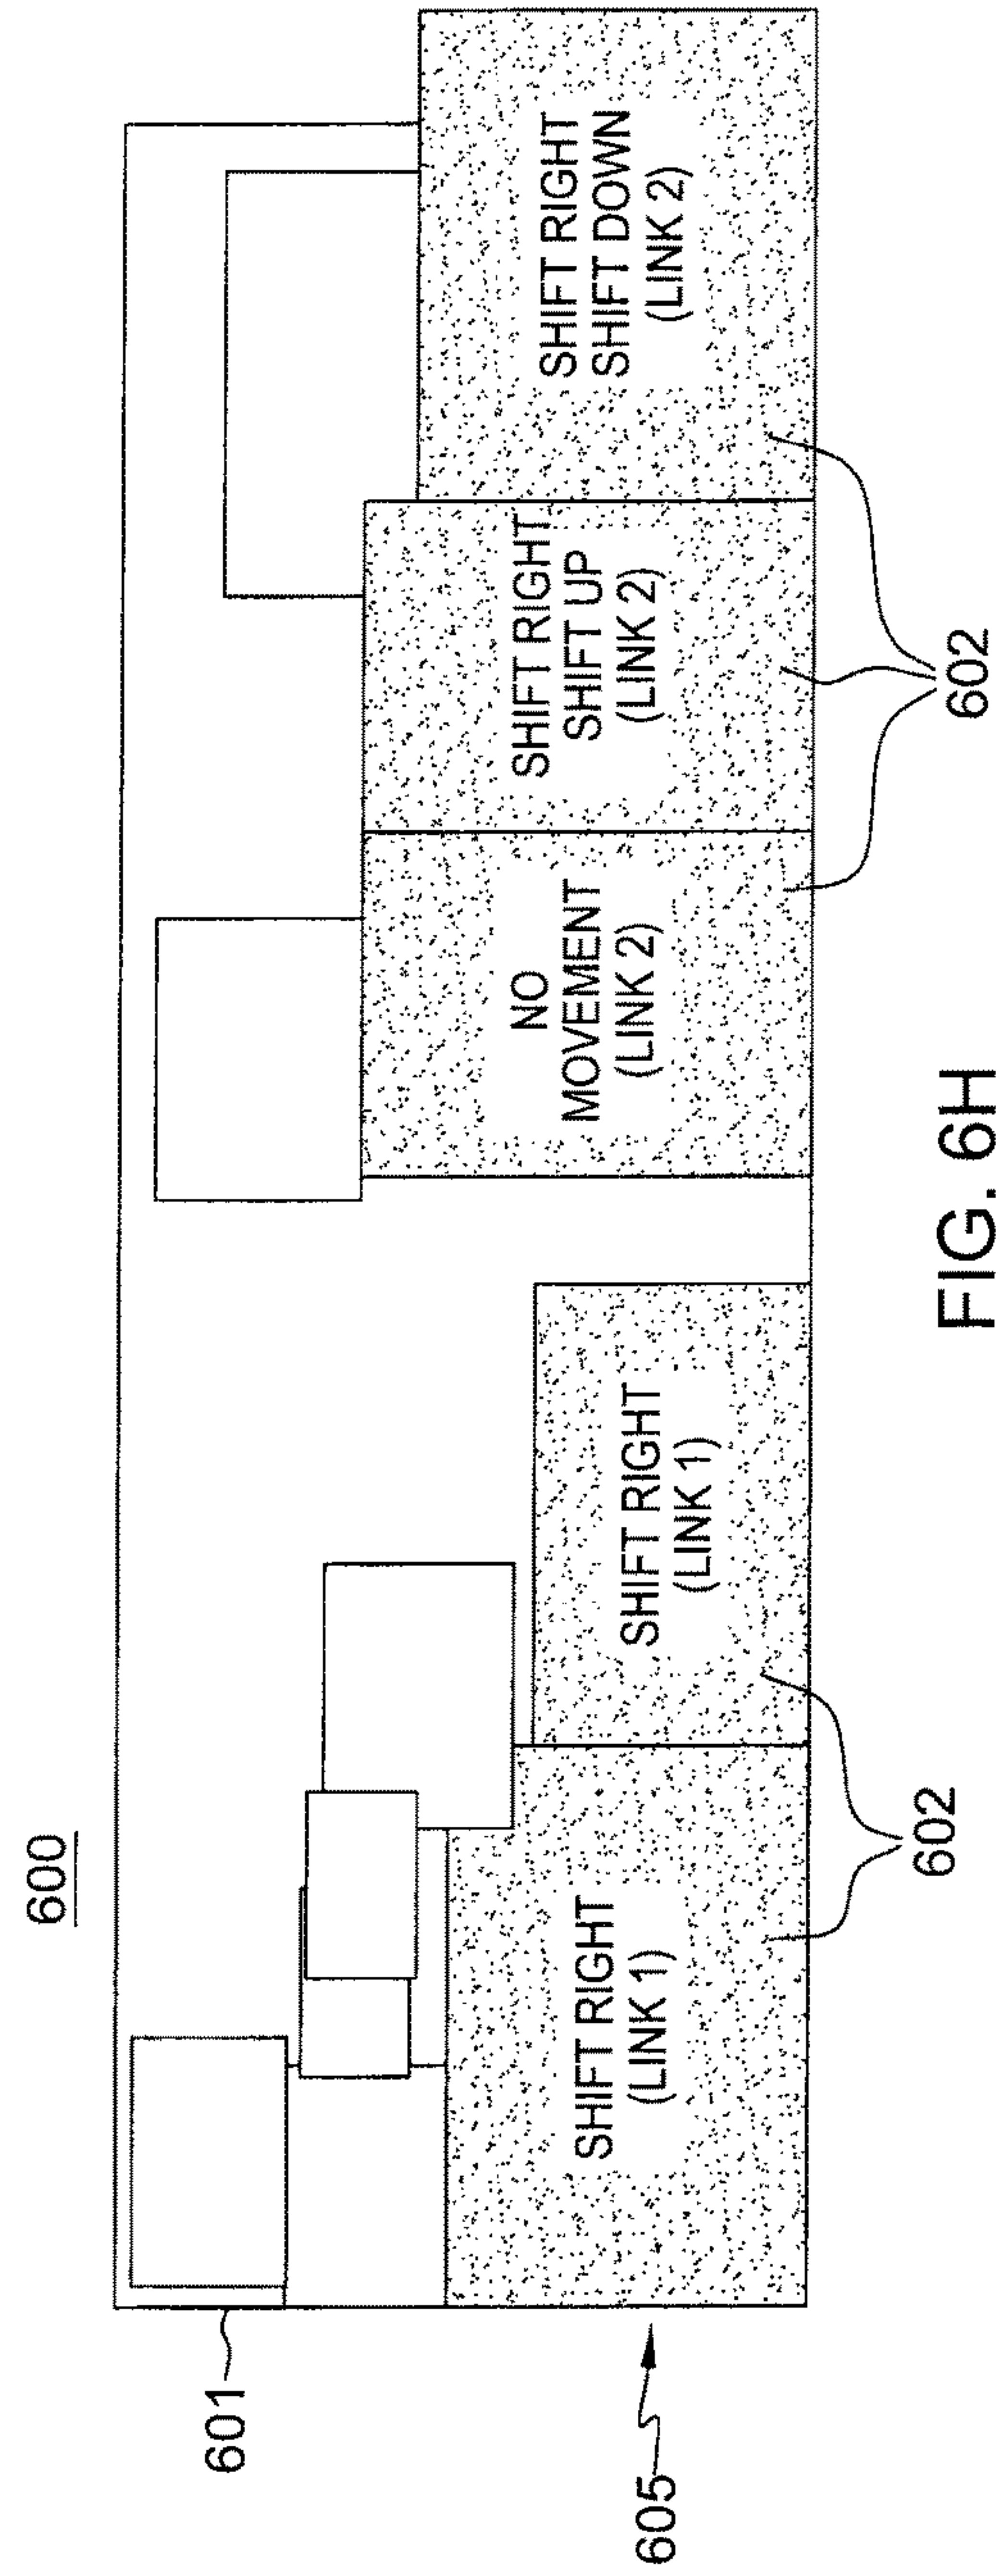 600
601
605
SHIFT RIGHT
(LINK 1)
SHIFT RIGHT
(LINK 1)
NO
MOVEMENT
(LINK 2)
SHIFT RIGHT
SHIFT UP
(LINK 2)
SHIFT RIGHT
SHIFT DOWN
(LINK 2)
602
602
FIG. 6H